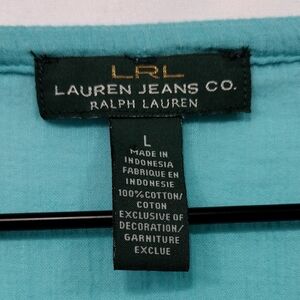 LRL
LAUREN JEANS CO.
RALPH LAUREN
L
MADE IN
INDONESIA
FABRIQUE EN
INDONESIE
100%COTTON/
COTON
EXCLUSIVE OF
DECORATION/
GARNITURE
EXCLUE